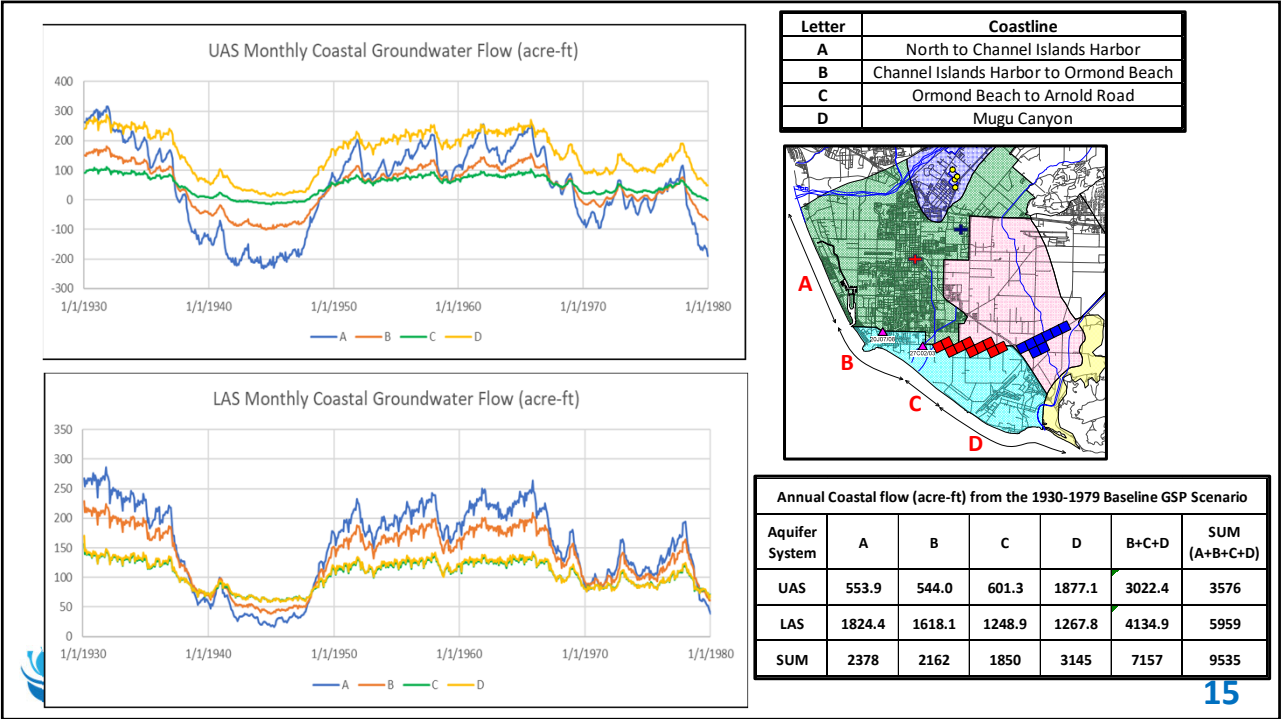 UAS Monthly Coastal Groundwater Flow (acre-ft)
400
300
200
100
0
-100
-200
-300
1/1/1930 1/1/1940 1/1/1950 1/1/1960 1/1/1970 1/1/1980
A B C D
LAS Monthly Coastal Groundwater Flow (acre-ft)
350
300
250
200
150
100
50
0
1/1/1930 1/1/1940 1/1/1950 1/1/1960 1/1/1970 1/1/1980
A B C D
Letter Coastline
A North to Channel Islands Harbor
B Channel Islands Harbor to Ormond Beach
C Ormond Beach to Arnold Road
D Mugu Canyon
A
B
C
D
20J07/08
27C02/03
Annual Coastal flow (acre-ft) from the 1930-1979 Baseline GSP Scenario
Aquifer System A B C D B+C+D SUM (A+B+C+D)
UAS 553.9 544.0 601.3 1877.1 3022.4 3576
LAS 1824.4 1618.1 1248.9 1267.8 4134.9 5959
SUM 2378 2162 1850 3145 7157 9535
15